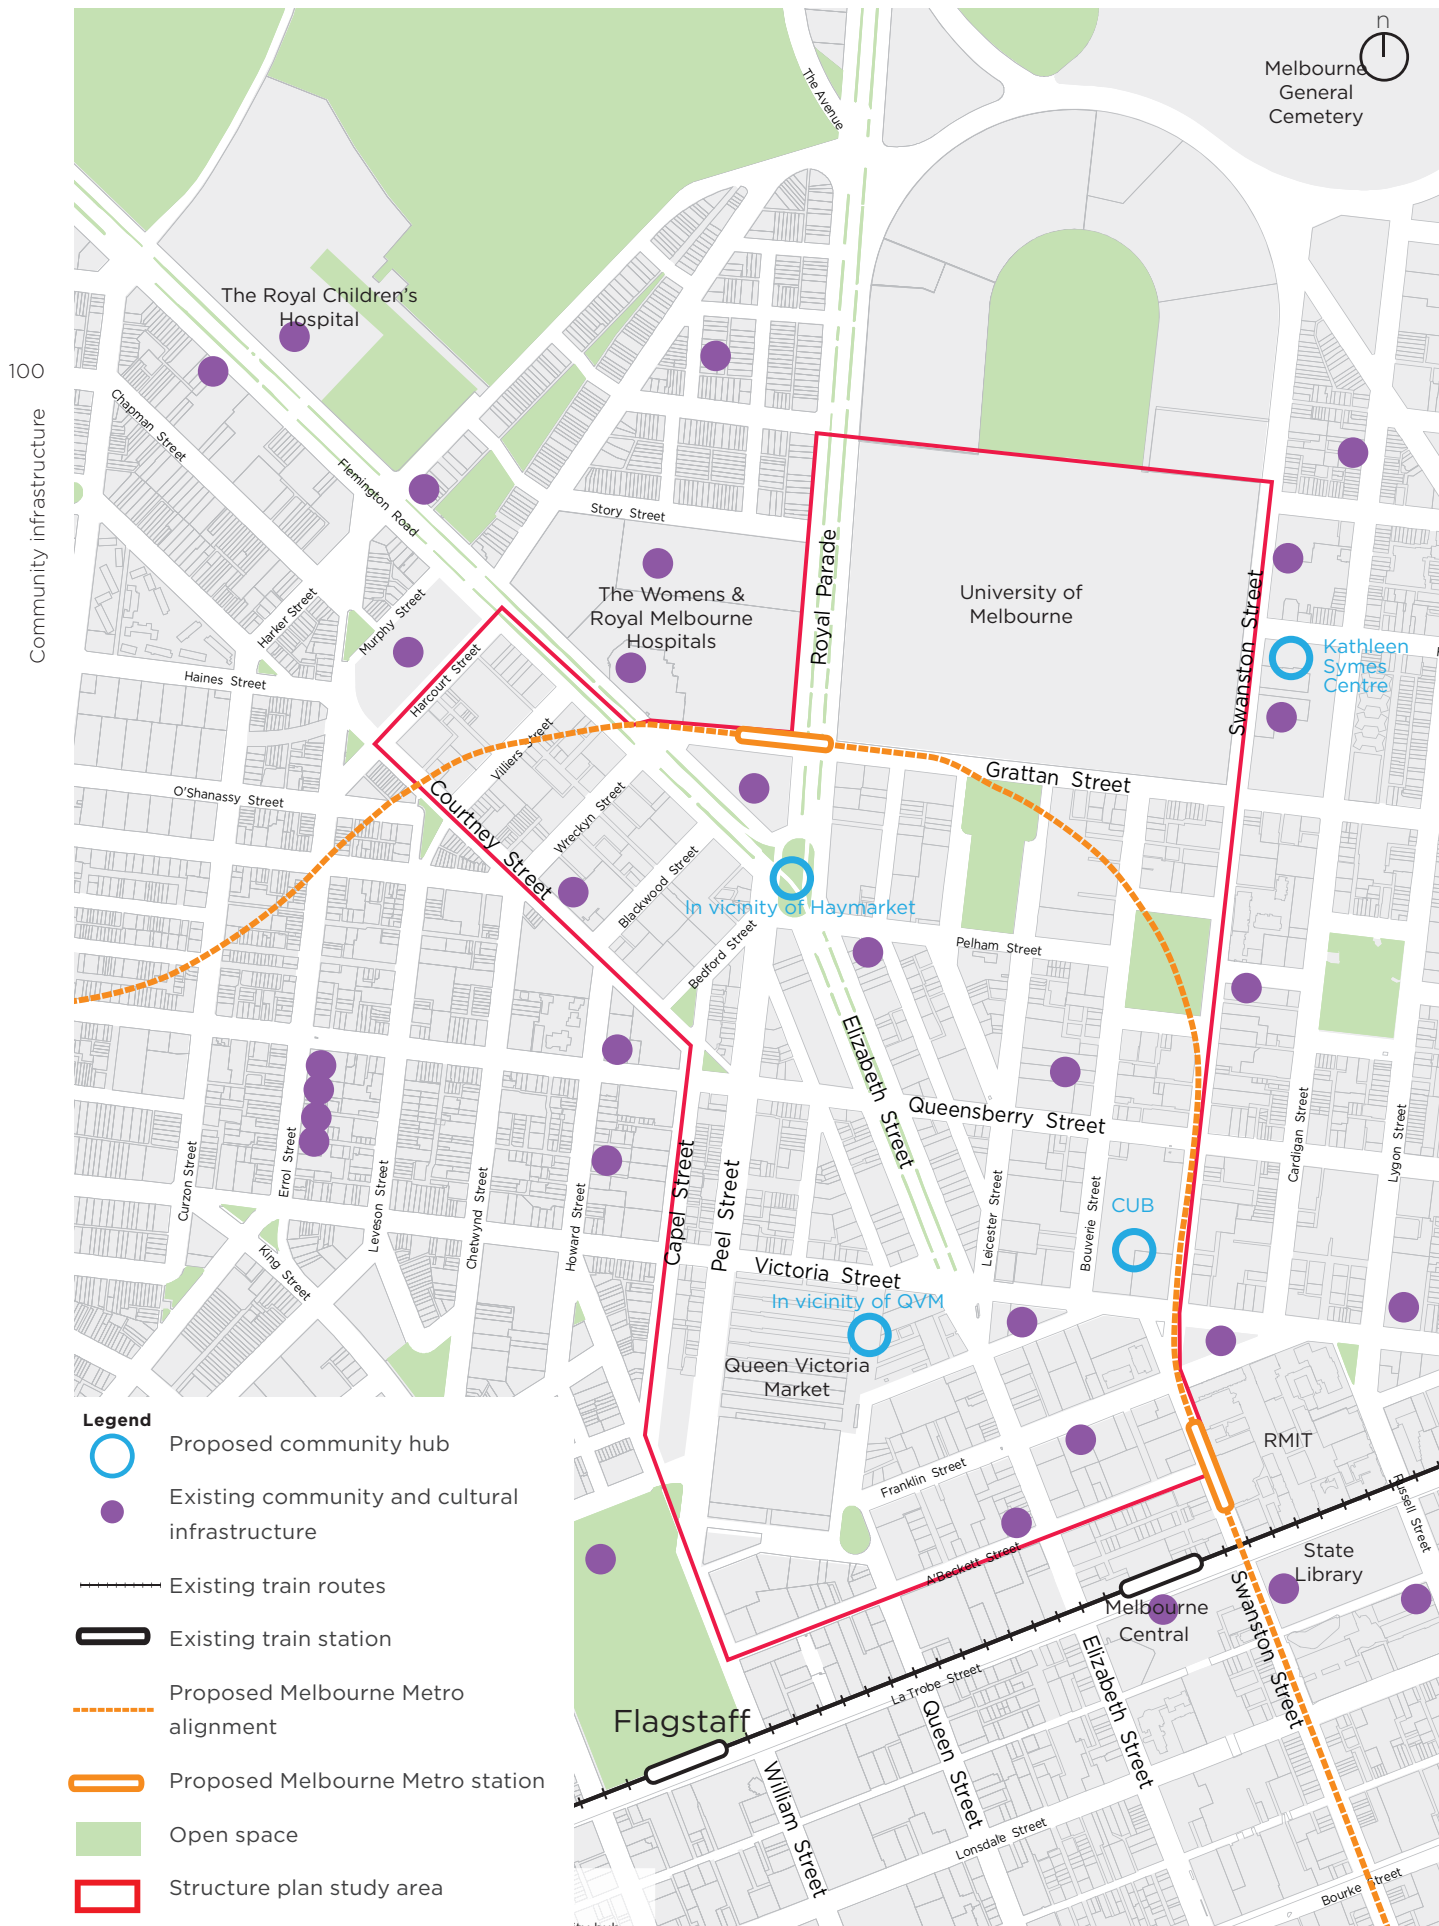 n
Melbourne
General
Cemetery
The Avenue
The Royal Children's
Hospital
100
Community infrastructure
Chapman Street
Flemington Road
Story Street
The Womens &
Royal Melbourne
Hospitals
Royal Parade
University of
Melbourne
Swanston Street
Kathleen
Symes
Centre
Harker Street
Murphy Street
Haines Street
Harcourt Street
Villiers Street
Grattan Street
O'Shanassy Street
Courtney Street
Wreckyn Street
Blackwood Street
In vicinity of Haymarket
Bedford Street
Pelham Street
Elizabeth Street
Queensberry Street
Cardigan Street
Lygon Street
Curzon Street
Errol Street
Leveson Street
Chetwynd Street
Howard Street
Capel Street
Peel Street
Leicester Street
Bouverie Street
CUB
King Street
Victoria Street
In vicinity of QVM
Queen Victoria
Market
Franklin Street
RMIT
Russell Street
A'Beckett Street
State
Library
Melbourne
Central
Swanston Street
La Trobe Street
Flagstaff
William Street
Queen Street
Elizabeth Street
Lonsdale Street
Bourke Street
Legend
Proposed community hub
Existing community and cultural
infrastructure
Existing train routes
Existing train station
Proposed Melbourne Metro
alignment
Proposed Melbourne Metro station
Open space
Structure plan study area